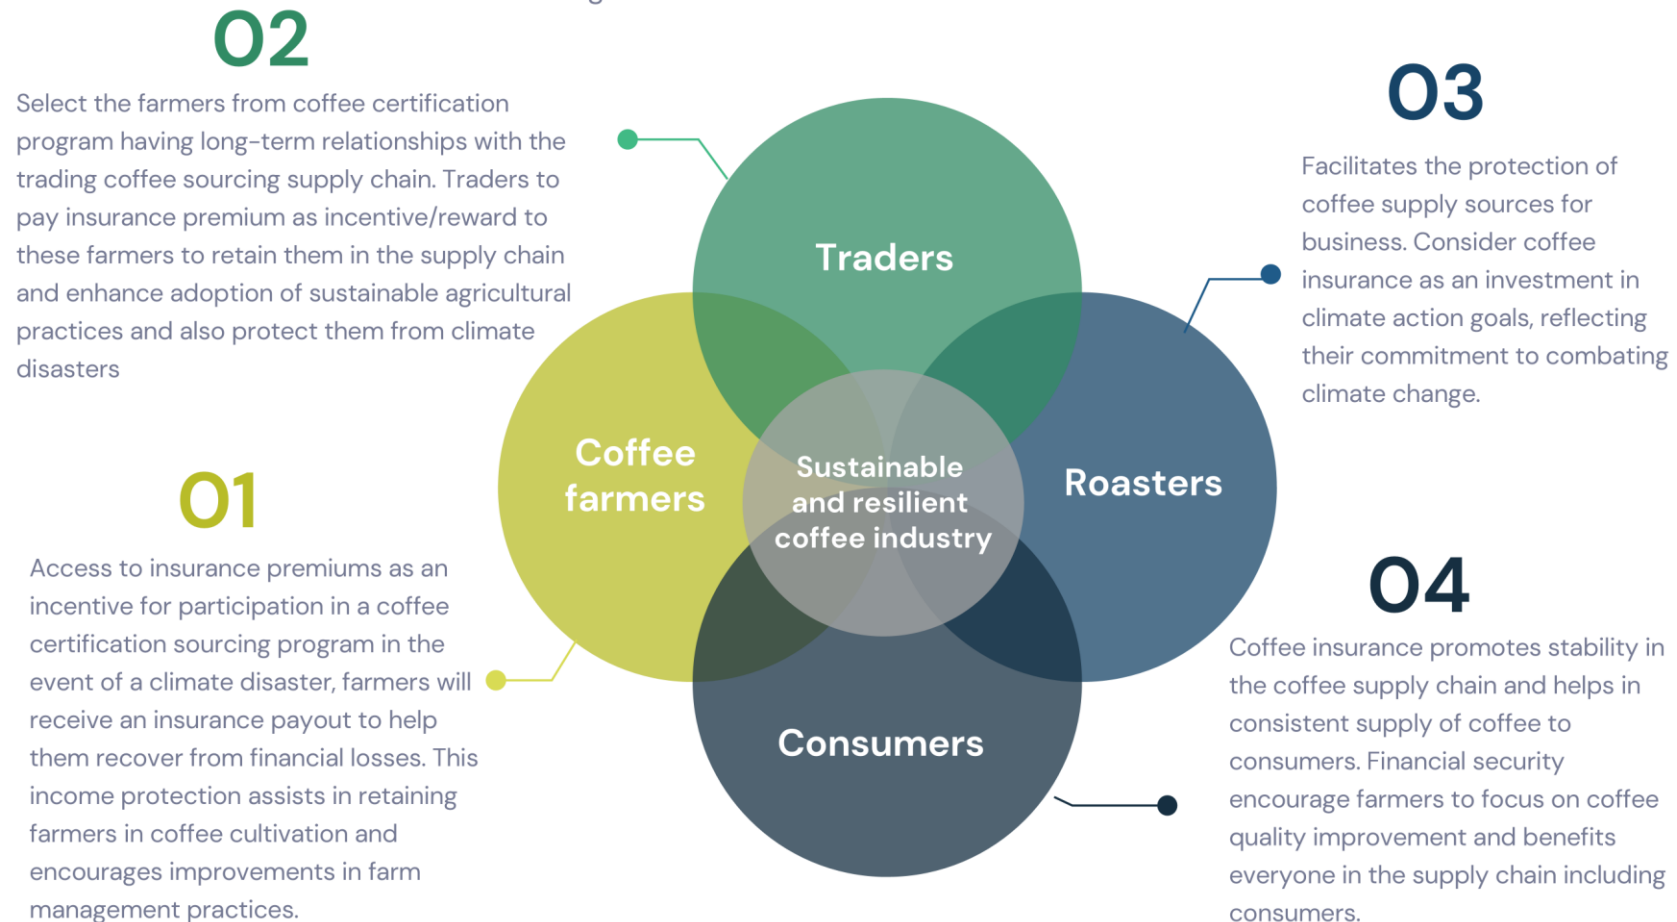 02
Select the farmers from coffee certification
program having long-term relationships with the
trading coffee sourcing supply chain. Traders to
pay insurance premium as incentive/reward to
these farmers to retain them in the supply chain
and enhance adoption of sustainable agricultural
practices and also protect them from climate
disasters
01
Access to insurance premiums as an
incentive for participation in a coffee
certification sourcing program in the
event of a climate disaster, farmers will
receive an insurance payout to help
them recover from financial losses. This
income protection assists in retaining
farmers in coffee cultivation and
encourages improvements in farm
management practices.
Traders
Coffee
farmers
Sustainable
and resilient
coffee industry
Roasters
Consumers
03
Facilitates the protection of
coffee supply sources for
business. Consider coffee
insurance as an investment in
climate action goals, reflecting
their commitment to combating
climate change.
04
Coffee insurance promotes stability in
the coffee supply chain and helps in
consistent supply of coffee to
consumers. Financial security
encourage farmers to focus on coffee
quality improvement and benefits
everyone in the supply chain including
consumers.